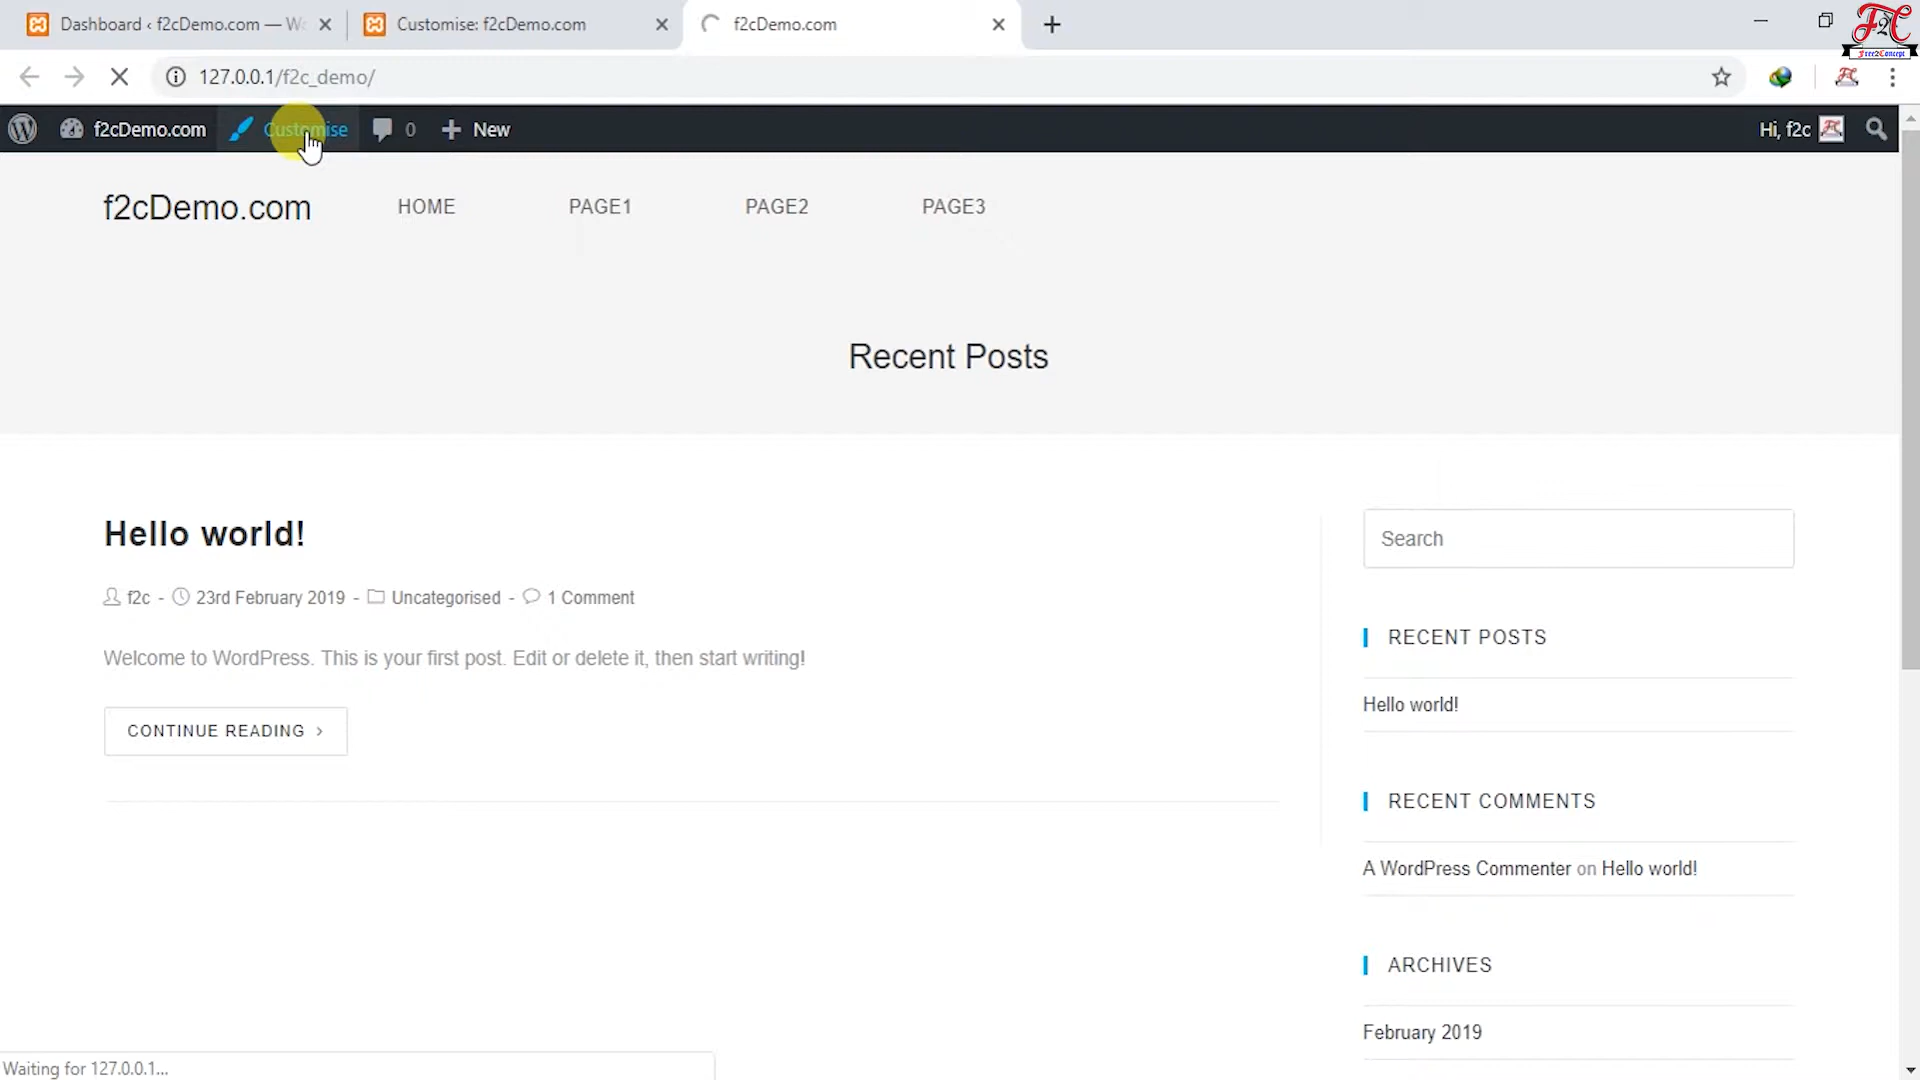 Dashboard ‹ f2cDemo.com — W
Customise: f2cDemo.com
f2cDemo.com
F2C
Free2Concept
127.0.0.1/f2c_demo/
f2cDemo.com
Customise
0
New
Hi, f2c
f2cDemo.com
HOME
PAGE1
PAGE2
PAGE3
Recent Posts
Hello world!
f2c - 23rd February 2019 - Uncategorised - 1 Comment
Welcome to WordPress. This is your first post. Edit or delete it, then start writing!
CONTINUE READING >
Search
RECENT POSTS
Hello world!
RECENT COMMENTS
A WordPress Commenter on Hello world!
ARCHIVES
February 2019
Waiting for 127.0.0.1...